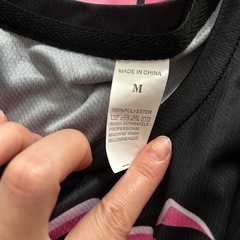 MADE IN CHINA
M
100%POLYESTER
WASH SEPARATELY
PROFESSIONAL
MACHINE WASH
RECOMMENDED